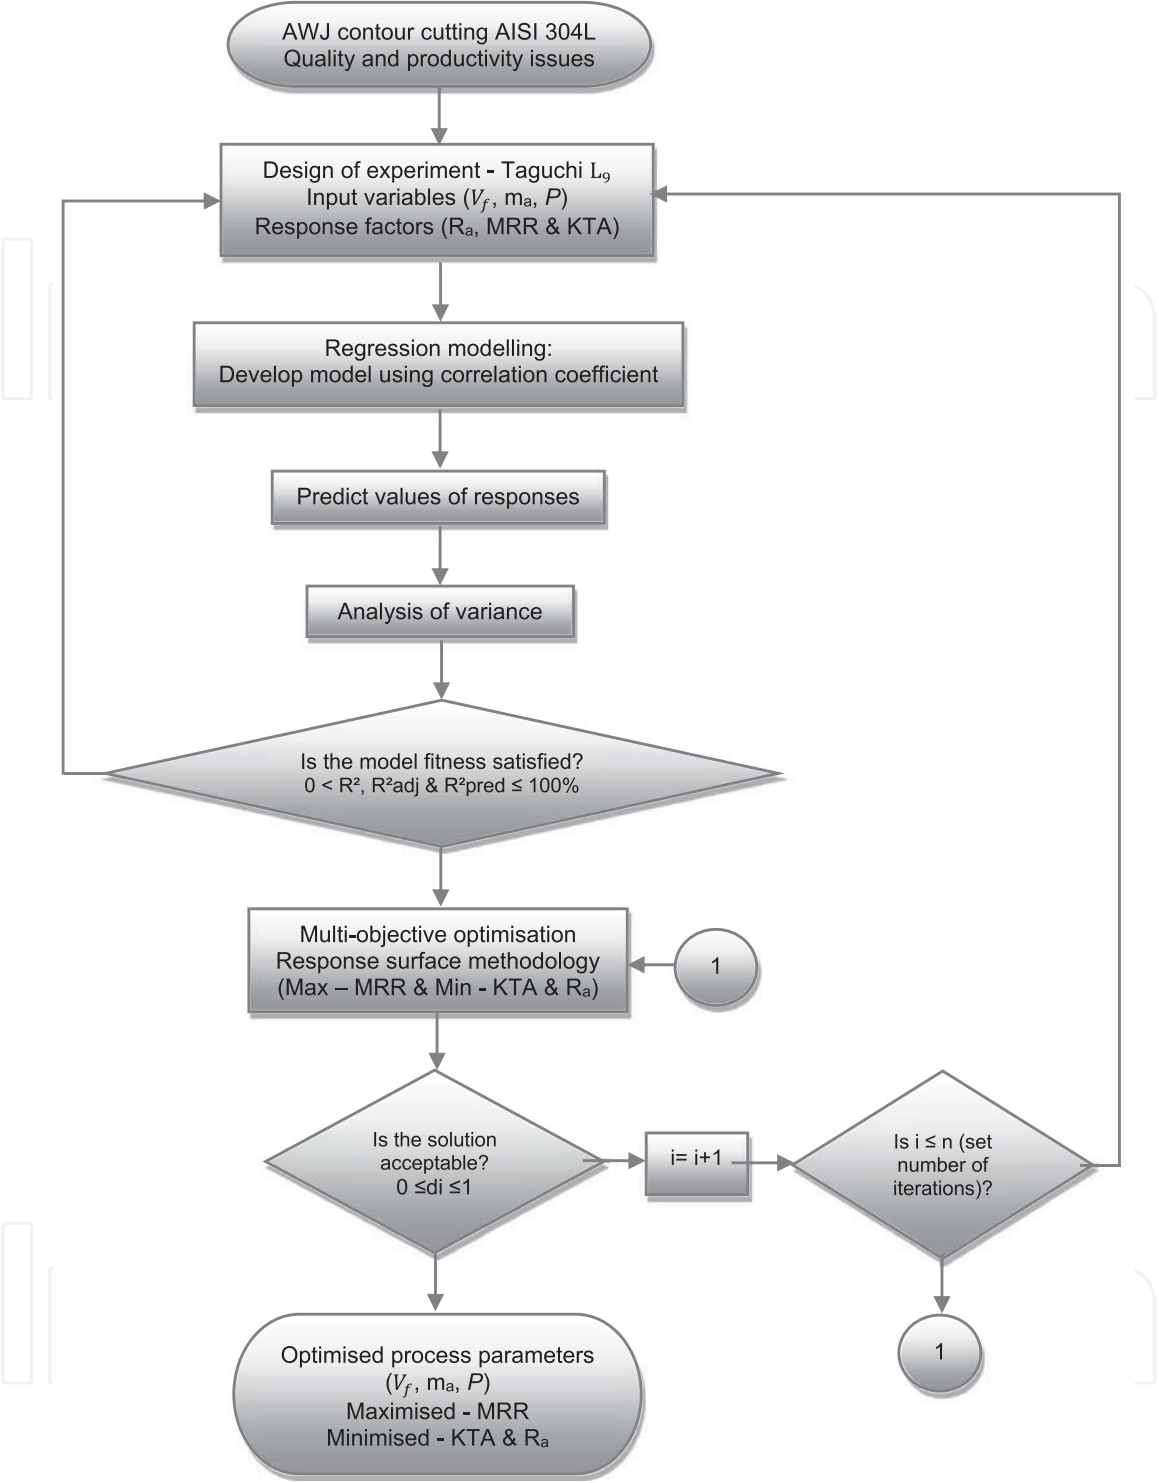 AWJ contour cutting AISI 304L
Quality and productivity issues
Design of experiment - Taguchi L₉
Input variables (V𝑓, mₐ, P)
Response factors (Rₐ, MRR & KTA)
Regression modelling:
Develop model using correlation coefficient
Predict values of responses
Analysis of variance
Is the model fitness satisfied?
0 < R², R²adj & R²pred ≤ 100%
Multi-objective optimisation
Response surface methodology
(Max – MRR & Min - KTA & Rₐ)
1
Is the solution
acceptable?
0 ≤di ≤1
i= i+1
Is i ≤ n (set
number of
iterations)?
1
Optimised process parameters
(V𝑓, mₐ, P)
Maximised - MRR
Minimised - KTA & Rₐ